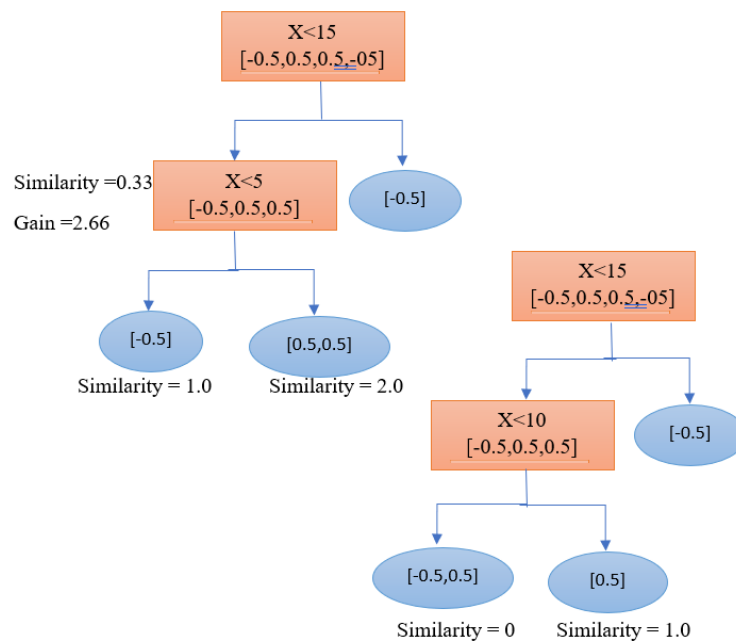 X<15
[-0.5,0.5,0.5,-05]
Similarity =0.33
Gain =2.66
X<5
[-0.5,0.5,0.5]
[-0.5]
[-0.5]
Similarity = 1.0
[0.5,0.5]
Similarity = 2.0
X<15
[-0.5,0.5,0.5,-05]
X<10
[-0.5,0.5,0.5]
[-0.5]
[-0.5,0.5]
Similarity = 0
[0.5]
Similarity = 1.0